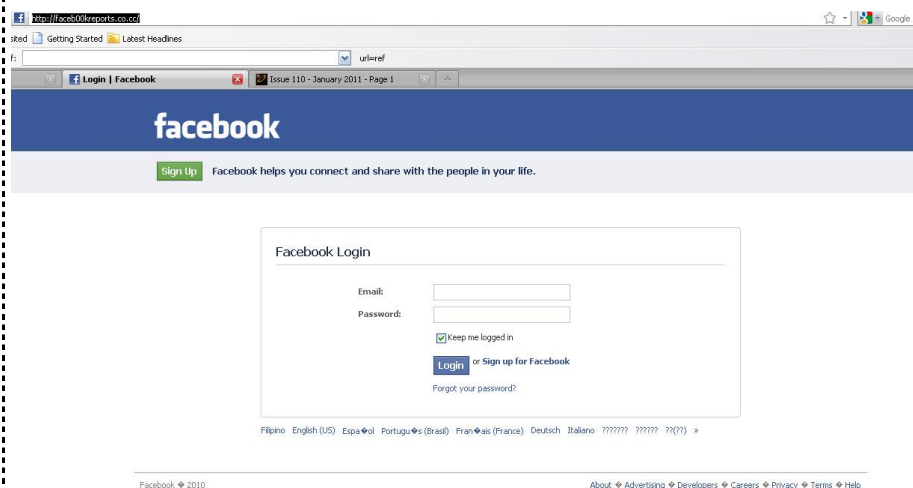 http://faceb00kreports.co.cc/
Google
sited Getting Started Latest Headlines
f: url=ref
Login | Facebook Issue 110 - January 2011 - Page 1
facebook
Sign Up Facebook helps you connect and share with the people in your life.
Facebook Login
Email:
Password:
Keep me logged in
Login or Sign up for Facebook
Forgot your password?
Filipino English (US) Espa�ol Portugu�s (Brasil) Fran�ais (France) Deutsch Italiano ??????? ?????? ??(??) »
Facebook � 2010 About � Advertising � Developers � Careers � Privacy � Terms � Help